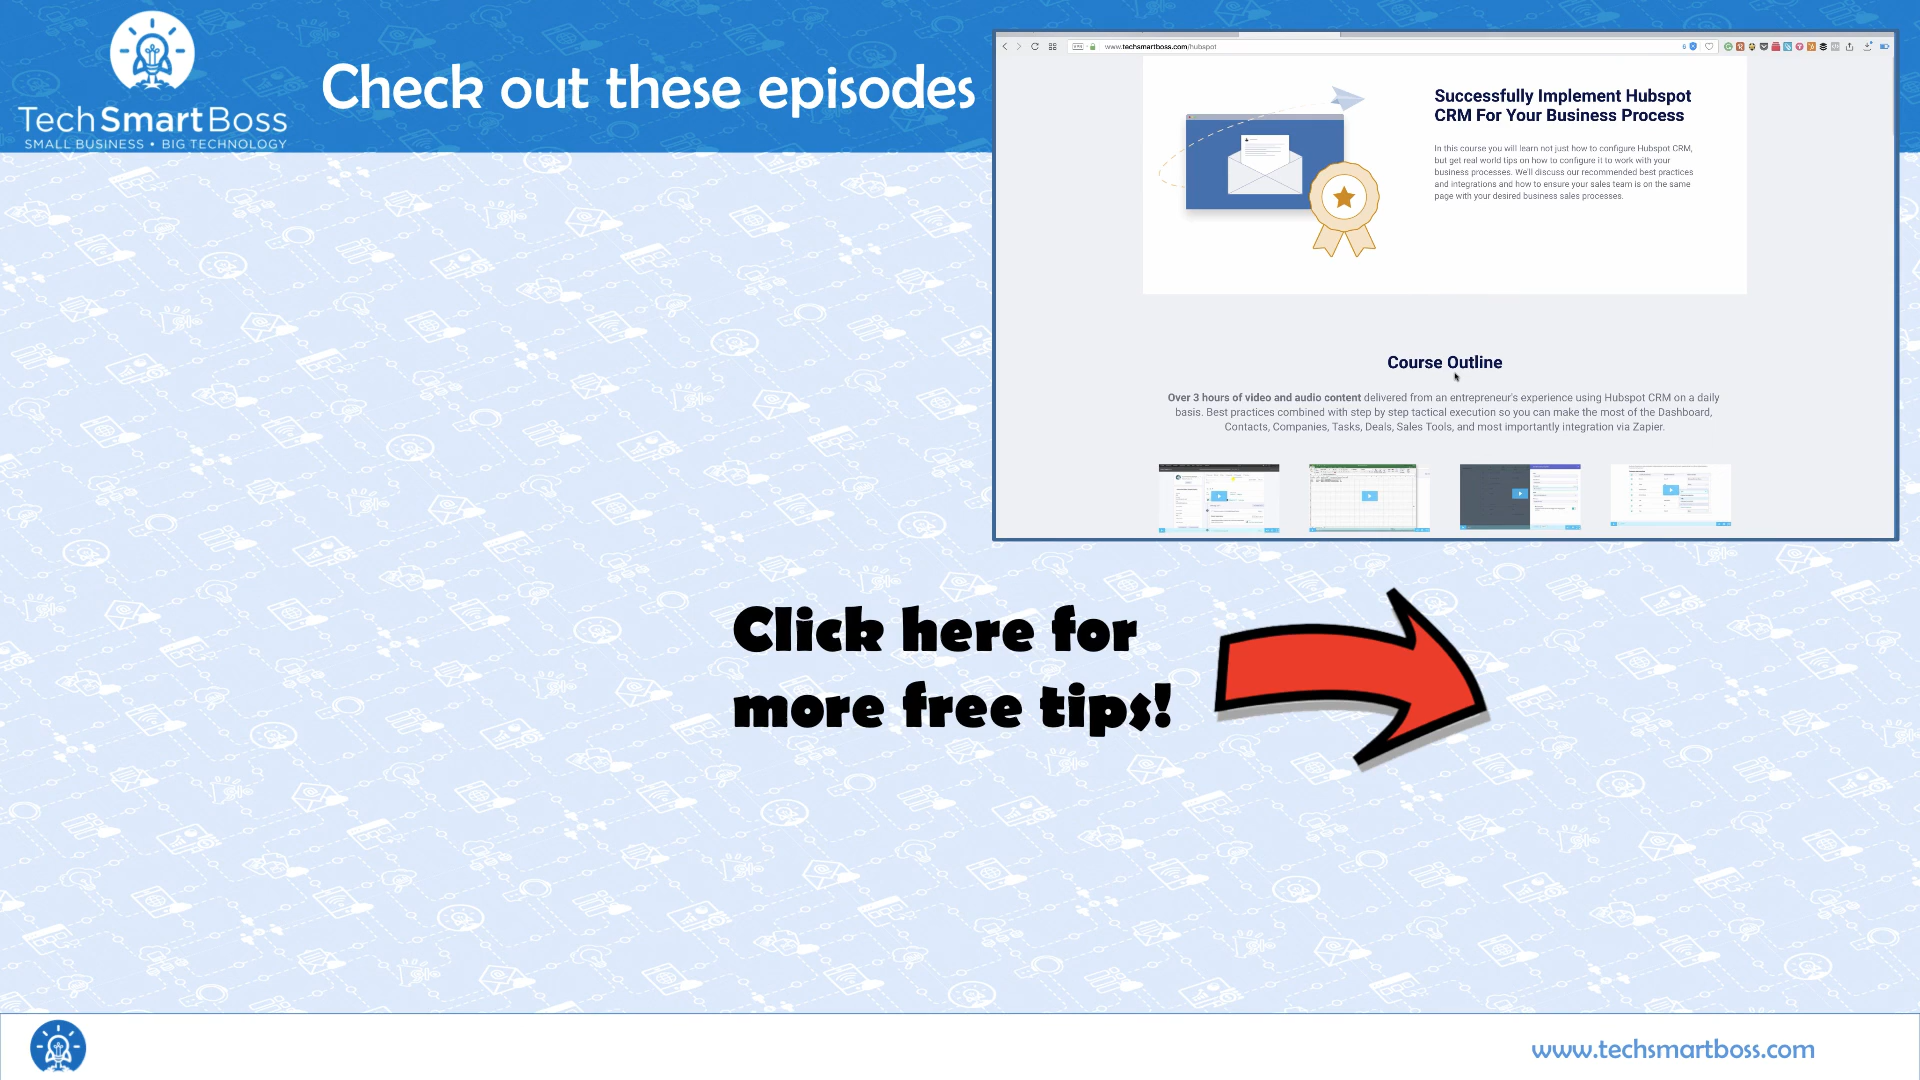 TechSmartBoss
SMALL BUSINESS • BIG TECHNOLOGY
Check out these episodes
www.techsmartboss.com/hubspot
Successfully Implement Hubspot
CRM For Your Business Process
In this course you will learn not just how to configure Hubspot CRM,
but get real world tips on how to configure it to work with your
business processes. We'll discuss our recommended best practices
and integrations and how to ensure your sales team is on the same
page with your desired business sales processes.
Course Outline
Over 3 hours of video and audio content delivered from an entrepreneur's experience using Hubspot CRM on a daily
basis. Best practices combined with step by step tactical execution so you can make the most of the Dashboard,
Contacts, Companies, Tasks, Deals, Sales Tools, and most importantly integration via Zapier.
Click here for
more free tips!
www.techsmartboss.com